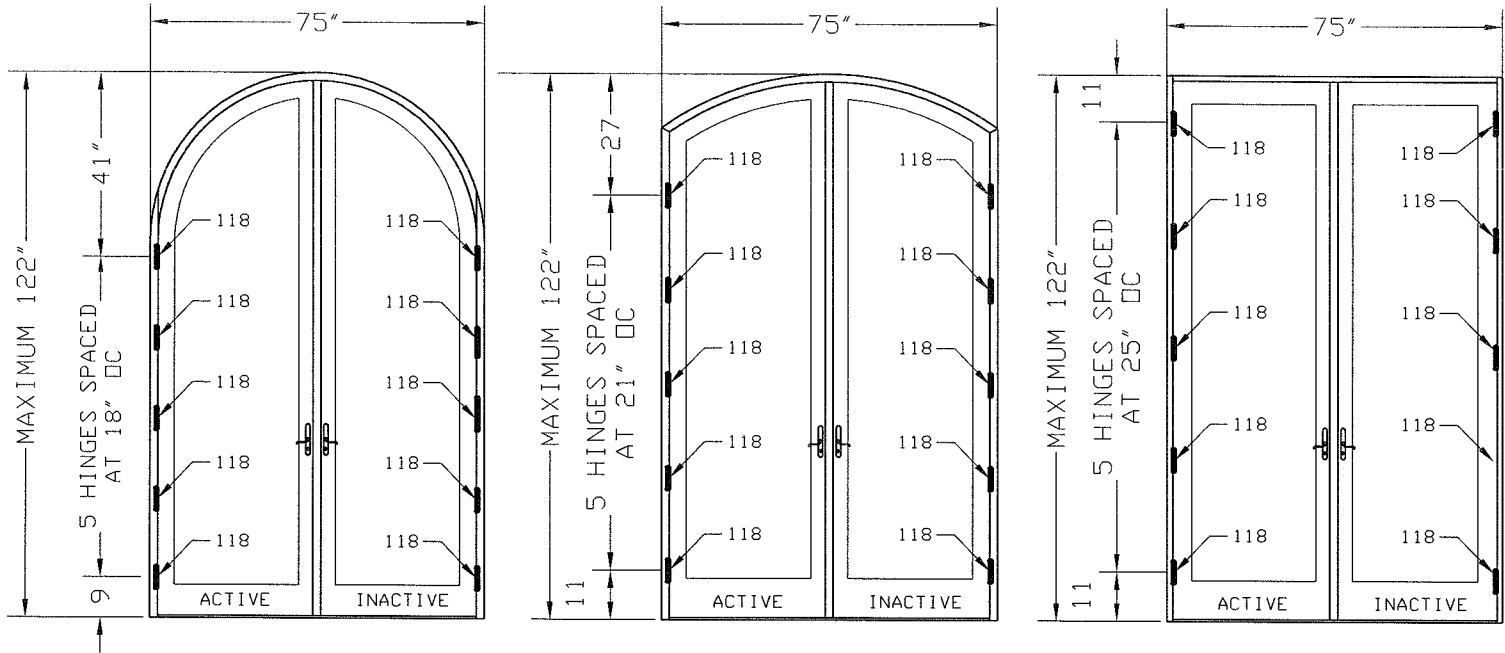 75"
MAXIMUM 122"
41"
5 HINGES SPACED
AT 18" OC
9
118
118
118
118
118
118
118
118
118
118
ACTIVE
INACTIVE
75"
MAXIMUM 122"
27
5 HINGES SPACED
AT 21" OC
11
118
118
118
118
118
118
118
118
118
118
ACTIVE
INACTIVE
75"
MAXIMUM 122"
11
5 HINGES SPACED
AT 25" OC
11
118
118
118
118
118
118
118
118
118
118
ACTIVE
INACTIVE